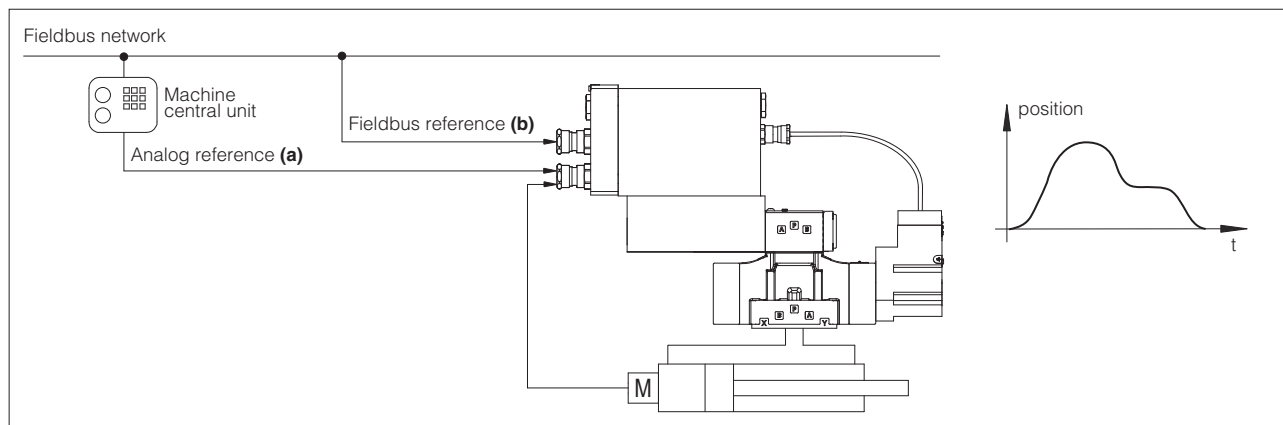 Fieldbus network
Machine
central unit
Fieldbus reference (b)
Analog reference (a)
position
t
A P B
B P A
X Y
M